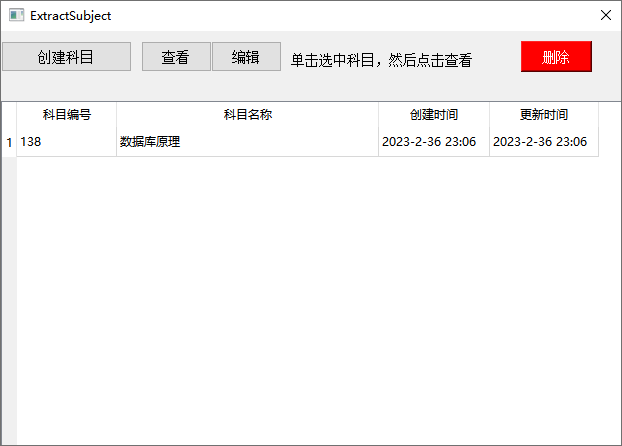 ExtractSubject
创建科目 查看 编辑 单击选中科目，然后点击查看 删除
科目编号 科目名称 创建时间 更新时间
1 138 数据库原理 2023-2-36 23:06 2023-2-36 23:06